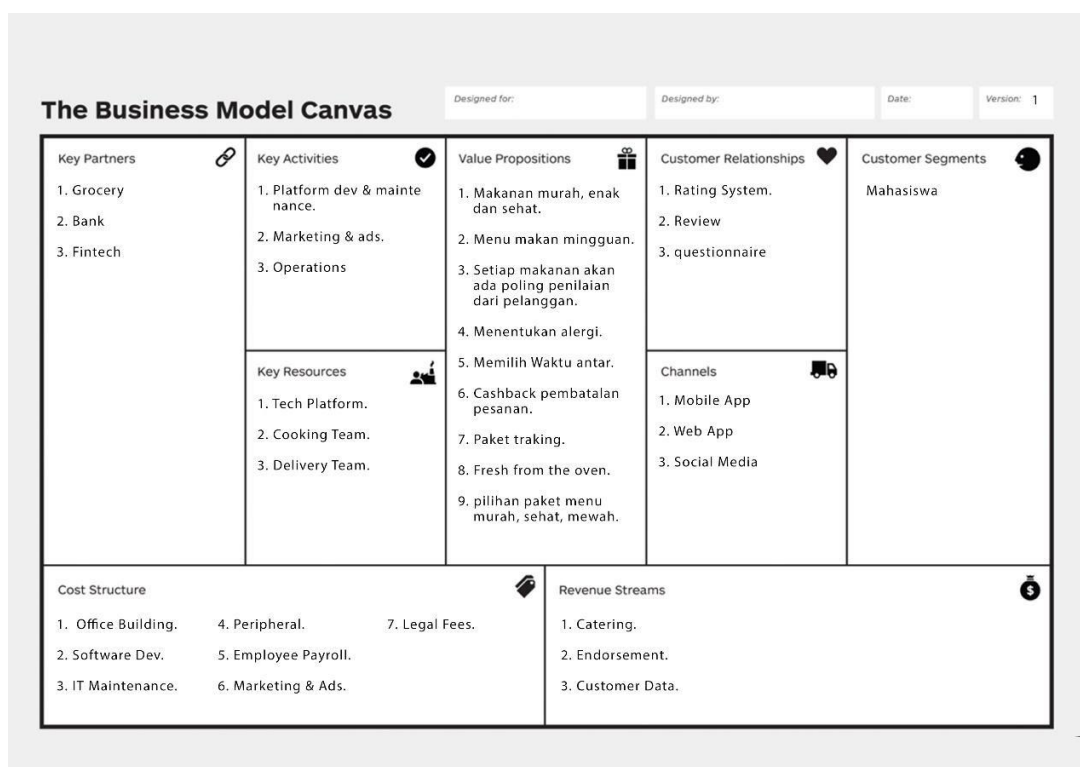 The Business Model Canvas
Designed for:
Designed by:
Date:
Version: 1
Key Partners
1. Grocery
2. Bank
3. Fintech
Key Activities
1. Platform dev & mainte
nance.
2. Marketing & ads.
3. Operations
Key Resources
1. Tech Platform.
2. Cooking Team.
3. Delivery Team.
Value Propositions
1. Makanan murah, enak
dan sehat.
2. Menu makan mingguan.
3. Setiap makanan akan
ada poling penilaian
dari pelanggan.
4. Menentukan alergi.
5. Memilih Waktu antar.
6. Cashback pembatalan
pesanan.
7. Paket traking.
8. Fresh from the oven.
9. pilihan paket menu
murah, sehat, mewah.
Customer Relationships
1. Rating System.
2. Review
3. questionnaire
Channels
1. Mobile App
2. Web App
3. Social Media
Customer Segments
Mahasiswa
Cost Structure
1. Office Building.
2. Software Dev.
3. IT Maintenance.
4. Peripheral.
5. Employee Payroll.
6. Marketing & Ads.
7. Legal Fees.
Revenue Streams
1. Catering.
2. Endorsement.
3. Customer Data.